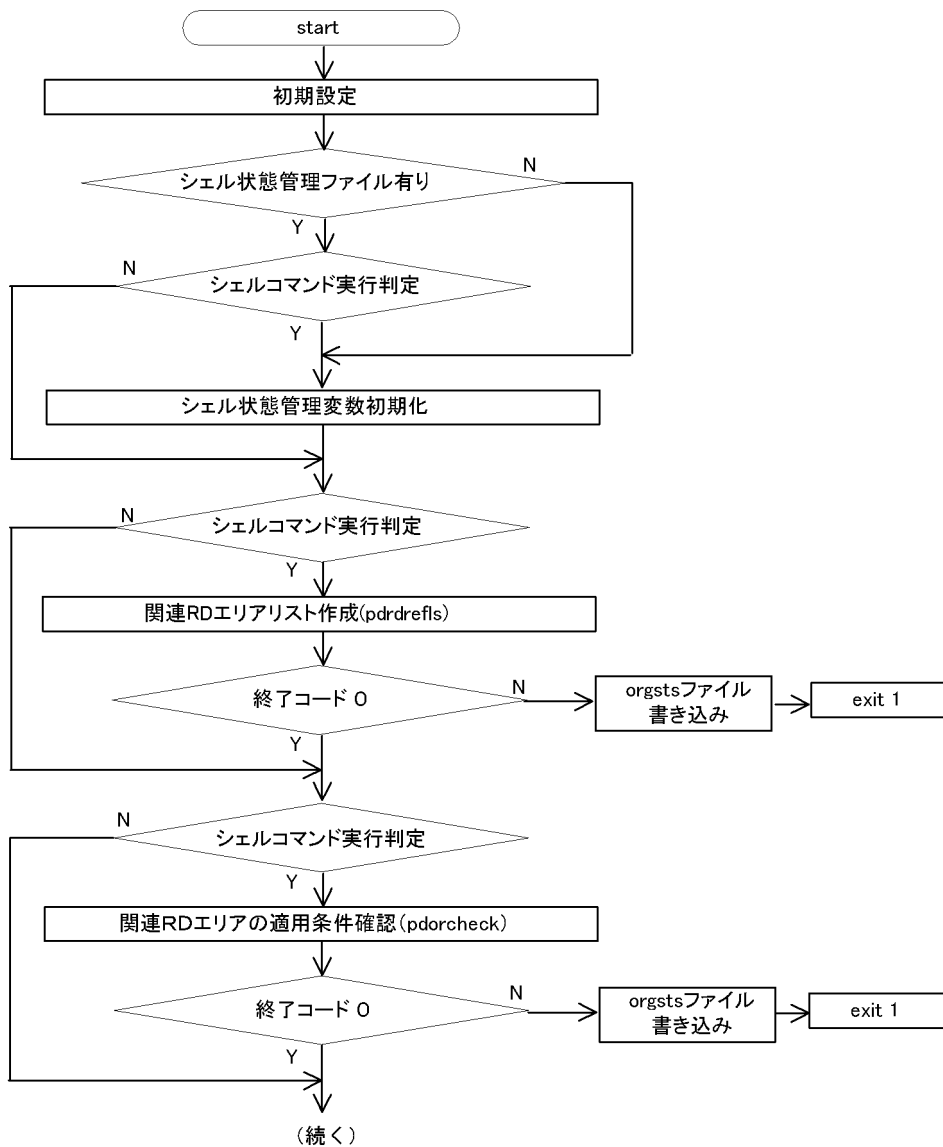 start
初期設定
シェル状態管理ファイル有り
N
Y
N
シェルコマンド実行判定
Y
シェル状態管理変数初期化
N
シェルコマンド実行判定
Y
関連RDエリアリスト作成(pdrdrefls)
終了コード 0
N
orgstsファイル
書き込み
exit 1
Y
N
シェルコマンド実行判定
Y
関連RDエリアの適用条件確認(pdorcheck)
終了コード 0
N
orgstsファイル
書き込み
exit 1
Y
(続く)